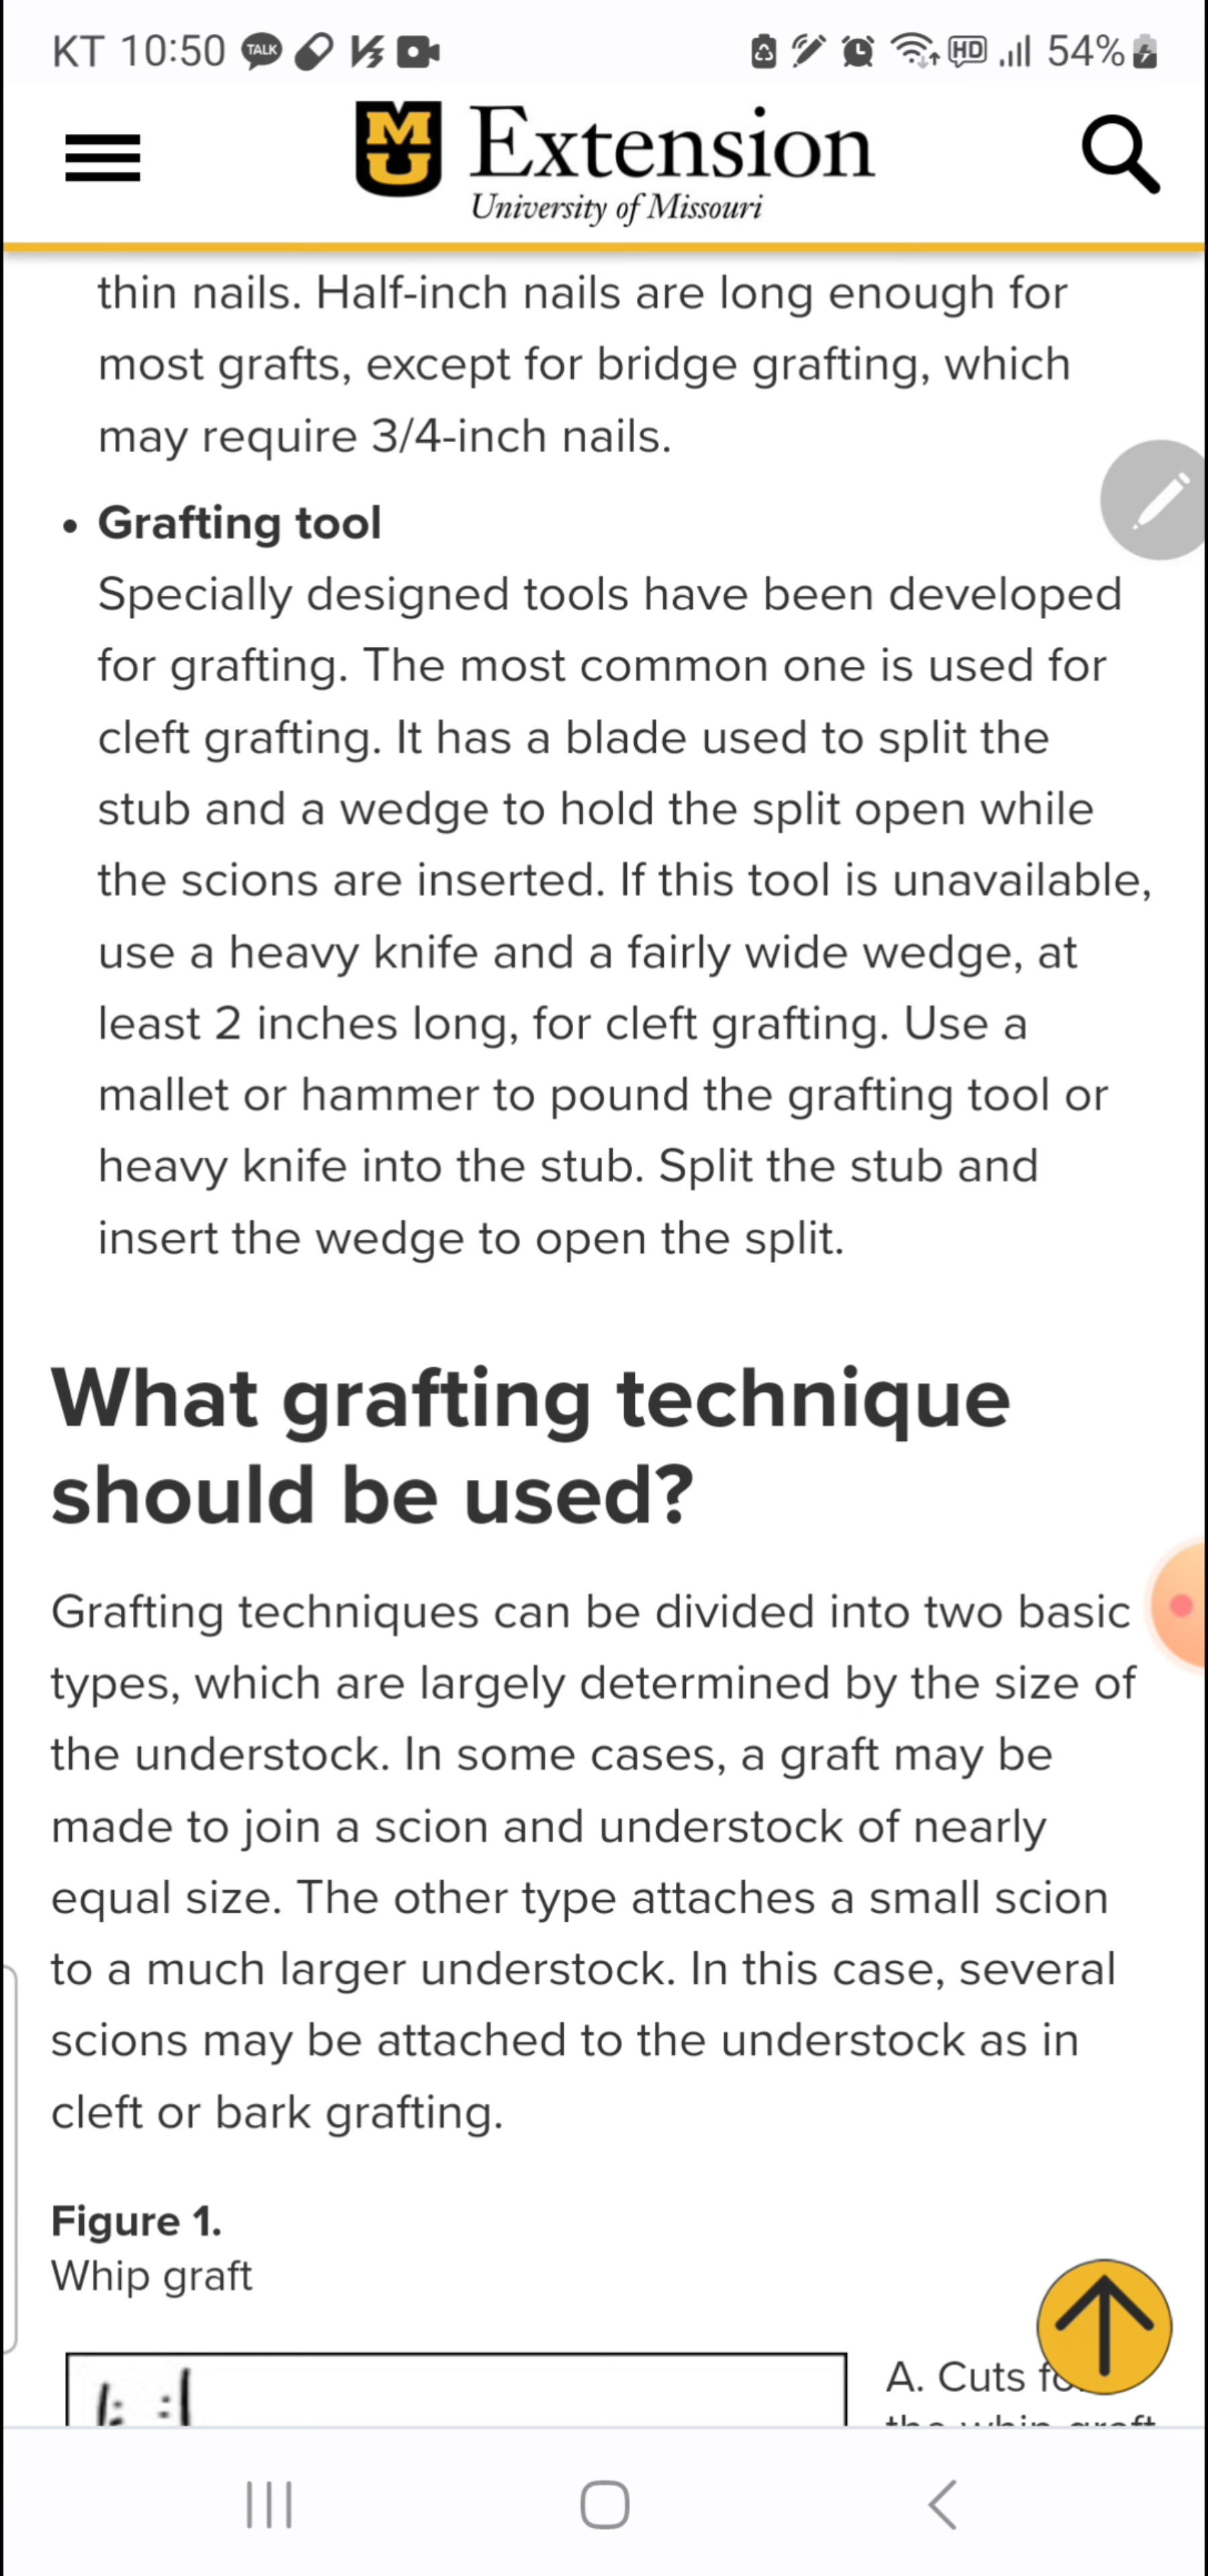 KT 10:50 TALK HD 54%
MU Extension
University of Missouri
thin nails. Half-inch nails are long enough for
most grafts, except for bridge grafting, which
may require 3/4-inch nails.
• Grafting tool
Specially designed tools have been developed
for grafting. The most common one is used for
cleft grafting. It has a blade used to split the
stub and a wedge to hold the split open while
the scions are inserted. If this tool is unavailable,
use a heavy knife and a fairly wide wedge, at
least 2 inches long, for cleft grafting. Use a
mallet or hammer to pound the grafting tool or
heavy knife into the stub. Split the stub and
insert the wedge to open the split.
What grafting technique
should be used?
Grafting techniques can be divided into two basic
types, which are largely determined by the size of
the understock. In some cases, a graft may be
made to join a scion and understock of nearly
equal size. The other type attaches a small scion
to a much larger understock. In this case, several
scions may be attached to the understock as in
cleft or bark grafting.
Figure 1.
Whip graft
A. Cuts
the whip graft